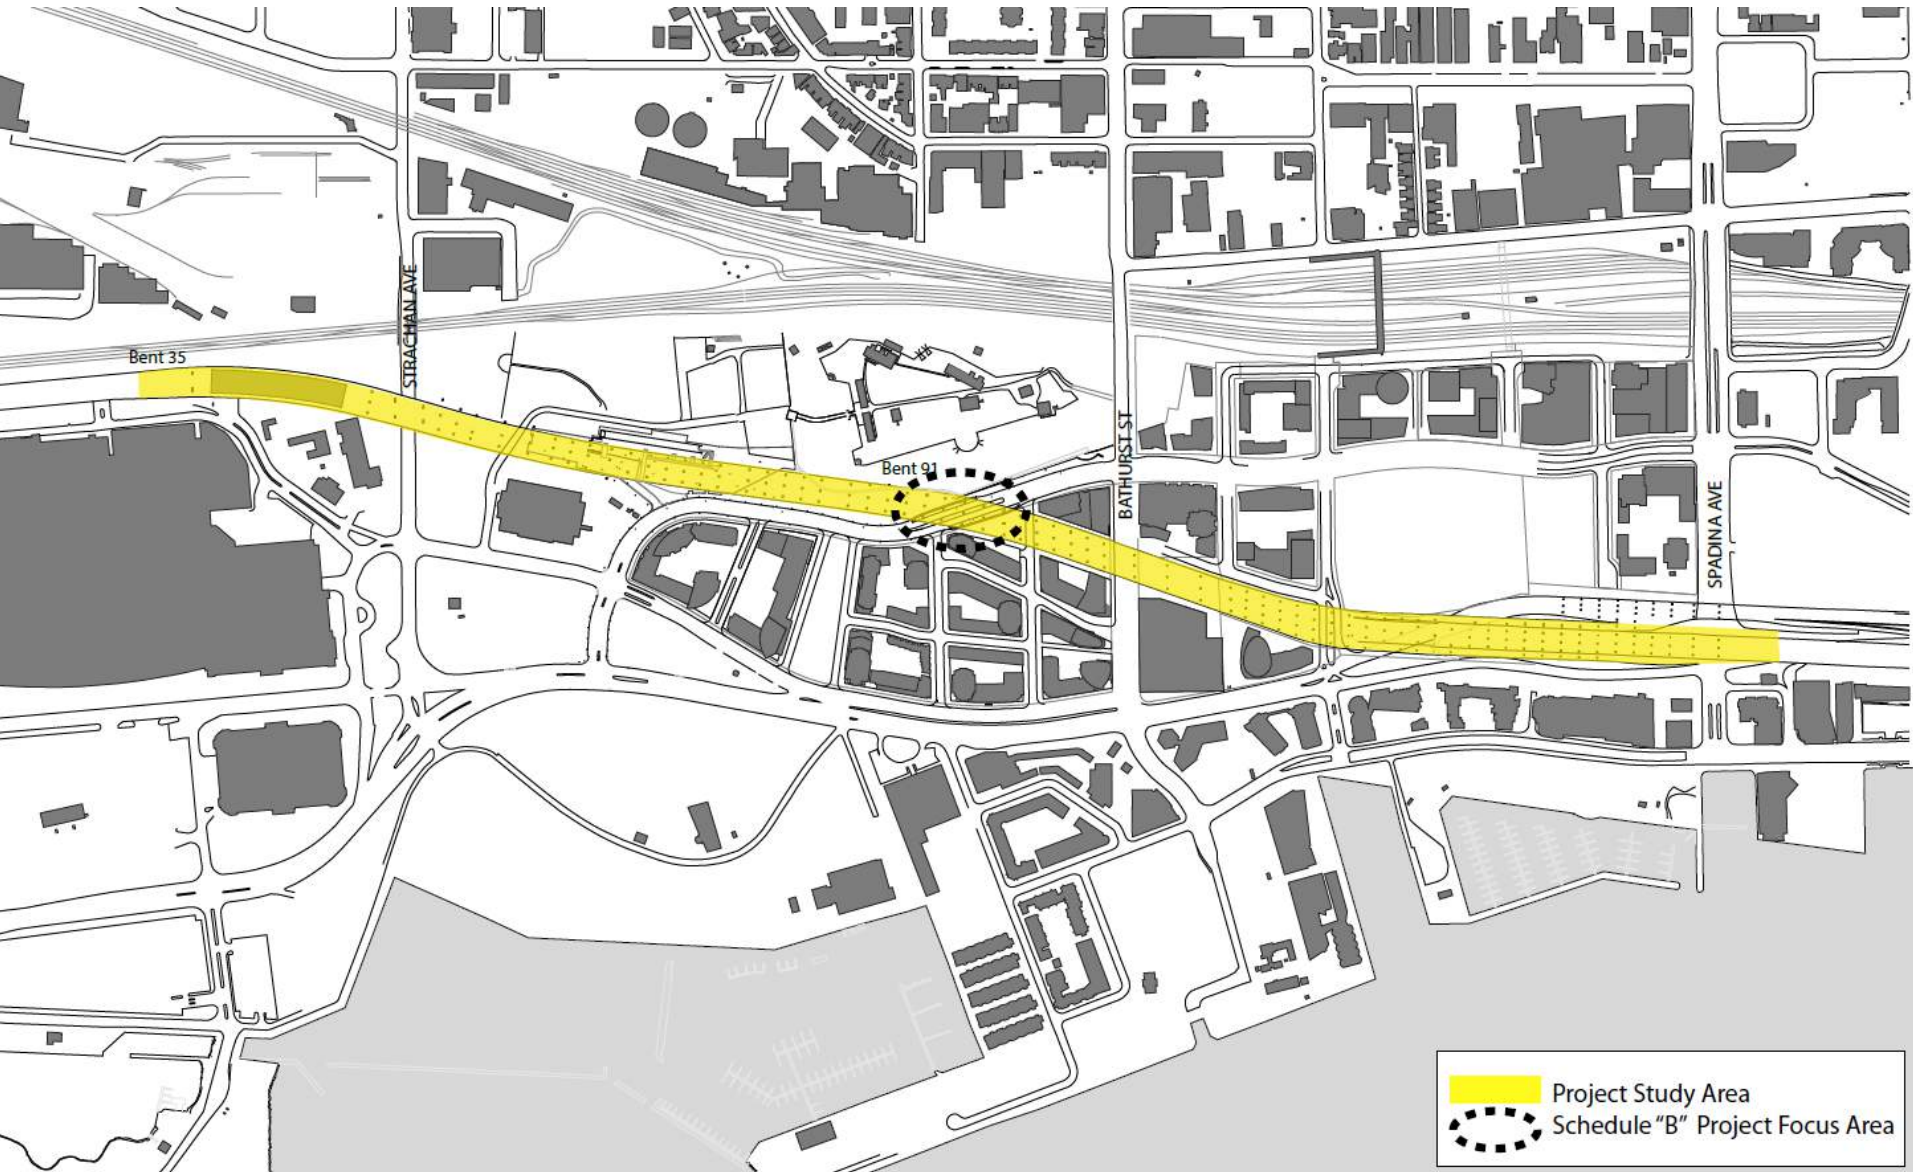 Bent 35
STRACHAN AVE
Bent 91
BATHURST ST
SPADINA AVE
Project Study Area
Schedule “B” Project Focus Area